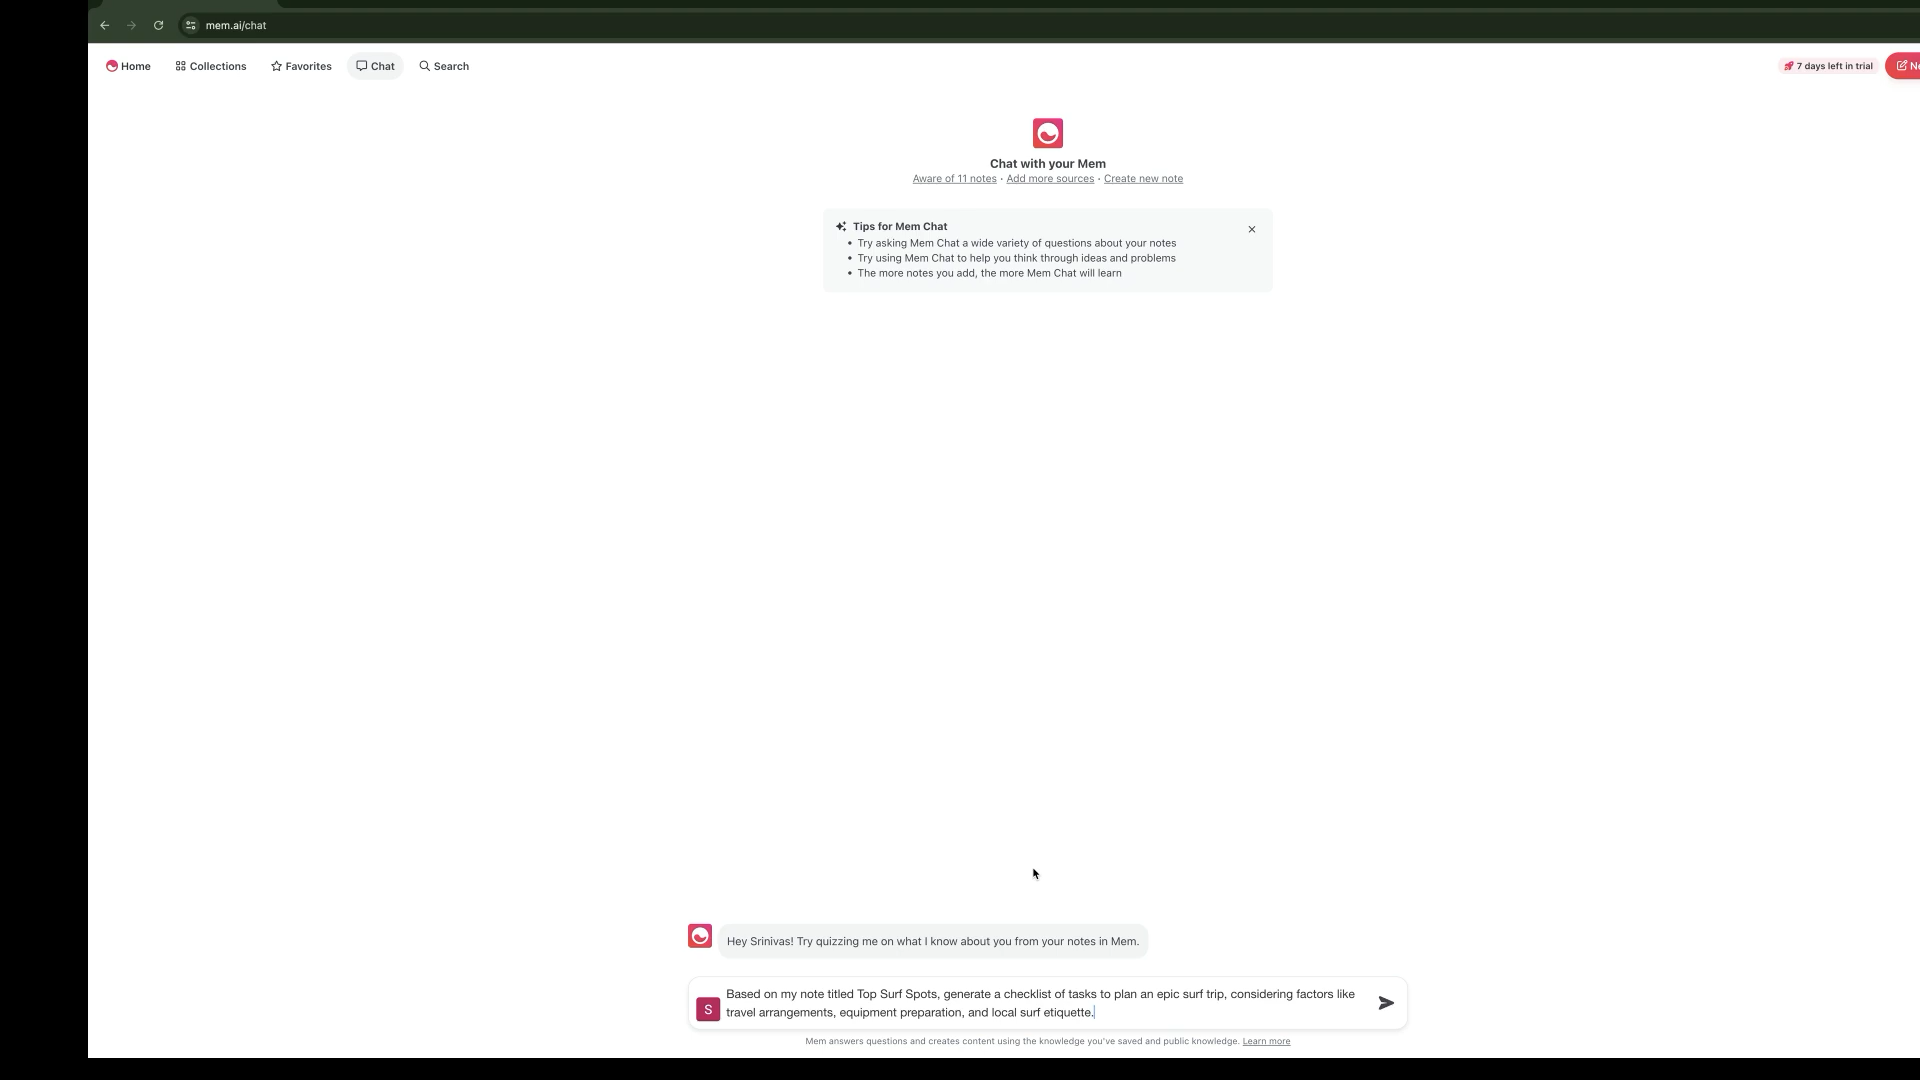 mem.ai/chat
Home Collections Favorites Chat Search 7 days left in trial
Chat with your Mem
Aware of 11 notes · Add more sources · Create new note
Tips for Mem Chat
• Try asking Mem Chat a wide variety of questions about your notes
• Try using Mem Chat to help you think through ideas and problems
• The more notes you add, the more Mem Chat will learn
Hey Srinivas! Try quizzing me on what I know about you from your notes in Mem.
Based on my note titled Top Surf Spots, generate a checklist of tasks to plan an epic surf trip, considering factors like
S travel arrangements, equipment preparation, and local surf etiquette.
Mem answers questions and creates content using the knowledge you've saved and public knowledge. Learn more